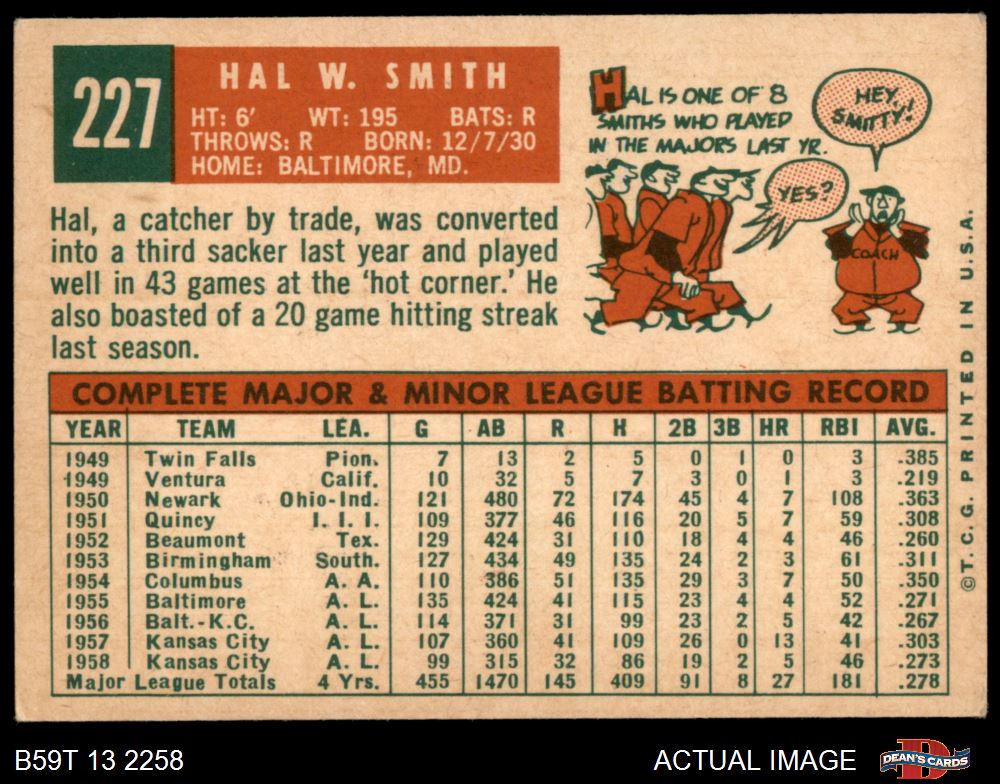 227
HAL W. SMITH
HT: 6' WT: 195 BATS: R
THROWS: R BORN: 12/7/30
HOME: BALTIMORE, MD.
Hal, a catcher by trade, was converted
into a third sacker last year and played
well in 43 games at the 'hot corner.' He
also boasted of a 20 game hitting streak
last season.
HAL IS ONE OF 8
SMITHS WHO PLAYED
IN THE MAJORS LAST YR.
HEY,
SMITTY!
YES?
COACH
COMPLETE MAJOR & MINOR LEAGUE BATTING RECORD
YEAR TEAM LEA. G AB R H 2B 3B HR RBI AVG.
1949 Twin Falls Pion. 7 13 2 5 0 1 0 3 .385
1949 Ventura Calif. 10 32 5 7 3 0 1 3 .219
1950 Newark Ohio-Ind. 121 480 72 174 45 4 7 108 .363
1951 Quincy I. I. I. 109 377 46 116 20 5 7 59 .308
1952 Beaumont Tex. 129 424 31 110 18 4 4 46 .260
1953 Birmingham South. 127 434 49 135 24 2 3 61 .311
1954 Columbus A. A. 110 386 51 135 29 3 7 50 .350
1955 Baltimore A. L. 135 424 41 115 23 4 4 52 .271
1956 Balt.-K.C. A. L. 114 371 31 99 23 2 5 42 .267
1957 Kansas City A. L. 107 360 41 109 26 0 13 41 .303
1958 Kansas City A. L. 99 315 32 86 19 2 5 46 .273
Major League Totals 4 Yrs. 455 1470 145 409 91 8 27 181 .278
©T.C.G. PRINTED IN U.S.A.
B59T 13 2258
ACTUAL IMAGE
D
DEAN'S CARDS